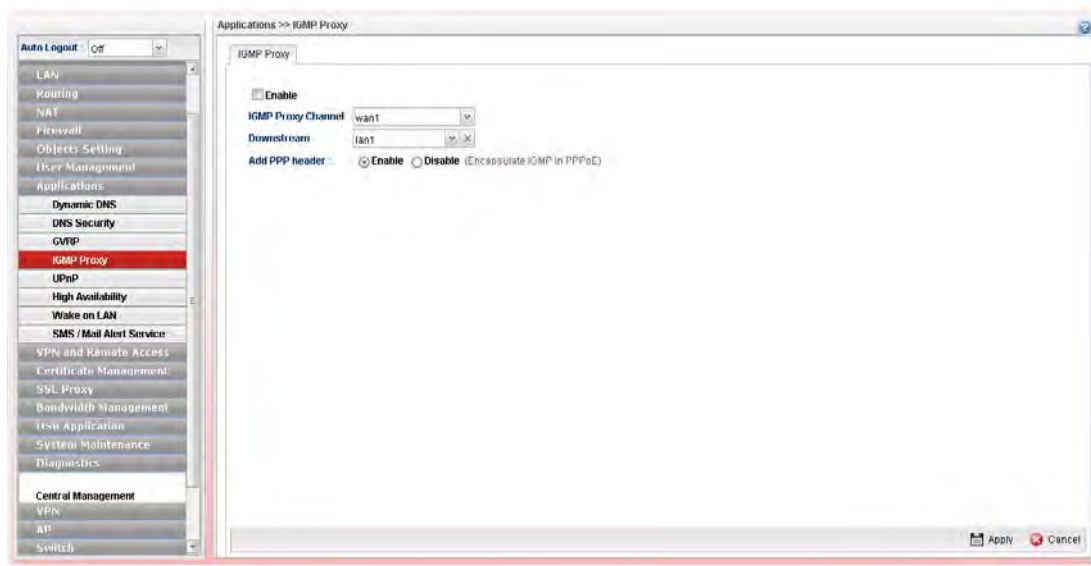 Applications >> IGMP Proxy
Auto Logout : Off
IGMP Proxy
LAN
Routing
NAT
Firewall
Objects Setting
User Management
Applications
Dynamic DNS
DNS Security
GVRP
IGMP Proxy
UPnP
High Availability
Wake on LAN
SMS / Mail Alert Service
VPN and Remote Access
Certificate Management
SSL Proxy
Bandwidth Management
USB Application
System Maintenance
Diagnostics
Central Management
VPN
AP
Switch
Enable
IGMP Proxy Channel wan1
Downstream lan1
Add PPP header : Enable Disable (Encapsulate IGMP in PPPoE)
Apply Cancel